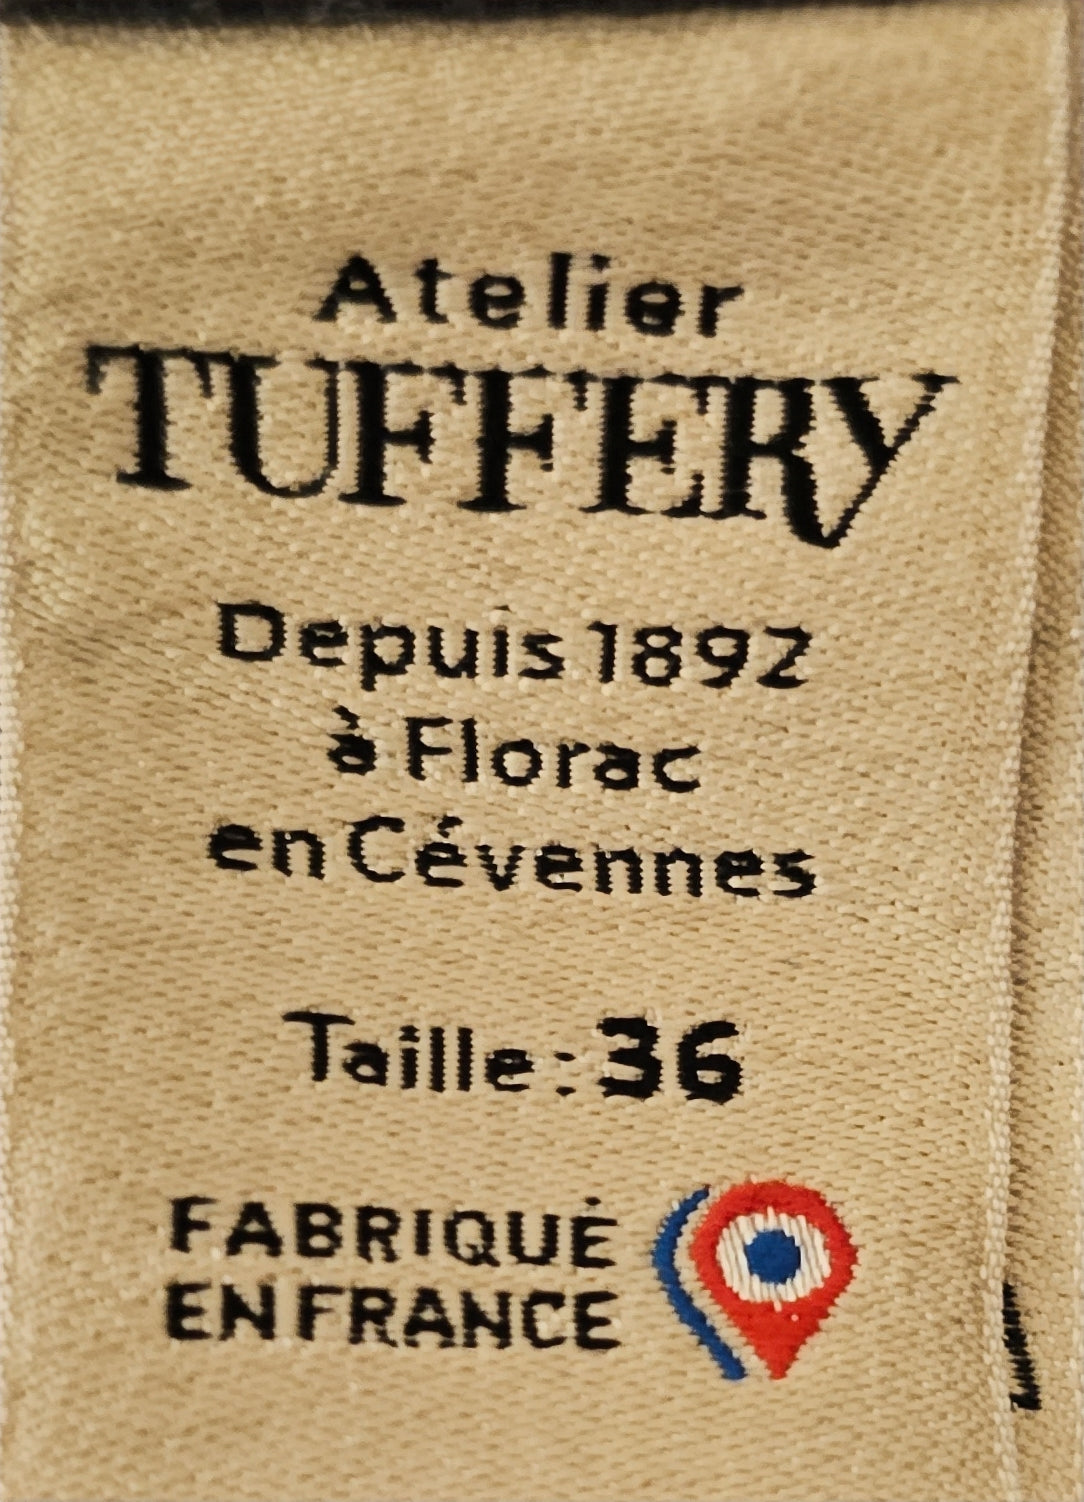 Atelier
TUFFERY
Depuis 1892
à Florac
en Cévennes
Taille : 36
FABRIQUÉ
EN FRANCE